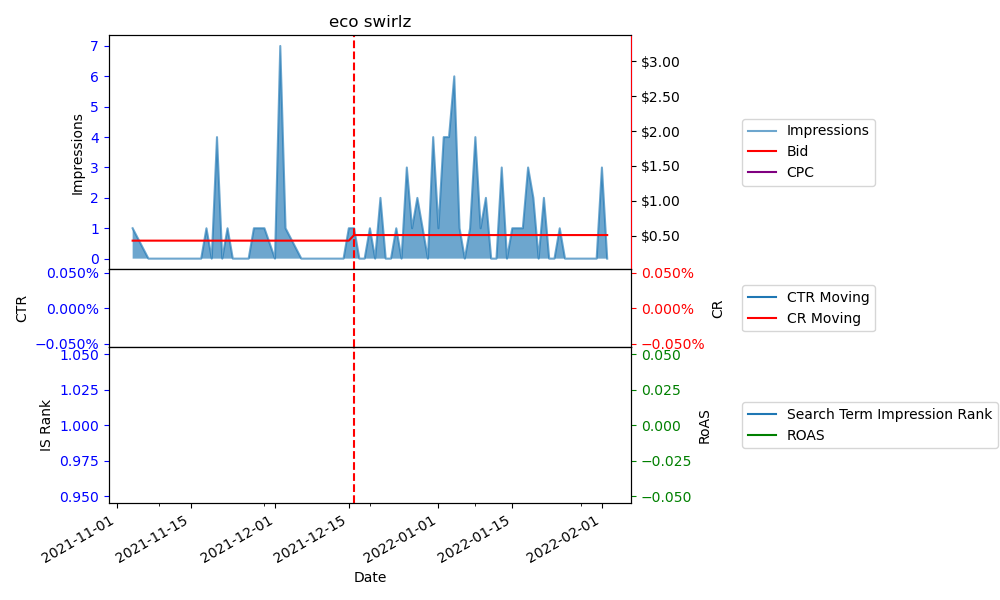 eco swirlz
7
6
5
4
3
2
1
0
Impressions
$3.00
$2.50
$2.00
$1.50
$1.00
$0.50
Impressions
Bid
CPC
0.050%
0.000%
−0.050%
CTR
0.050%
0.000%
−0.050%
CR
CTR Moving
CR Moving
1.050
1.025
1.000
0.975
0.950
IS Rank
0.050
0.025
0.000
−0.025
−0.050
RoAS
Search Term Impression Rank
ROAS
2021-11-01
2021-11-15
2021-12-01
2021-12-15
2022-01-01
2022-01-15
2022-02-01
Date